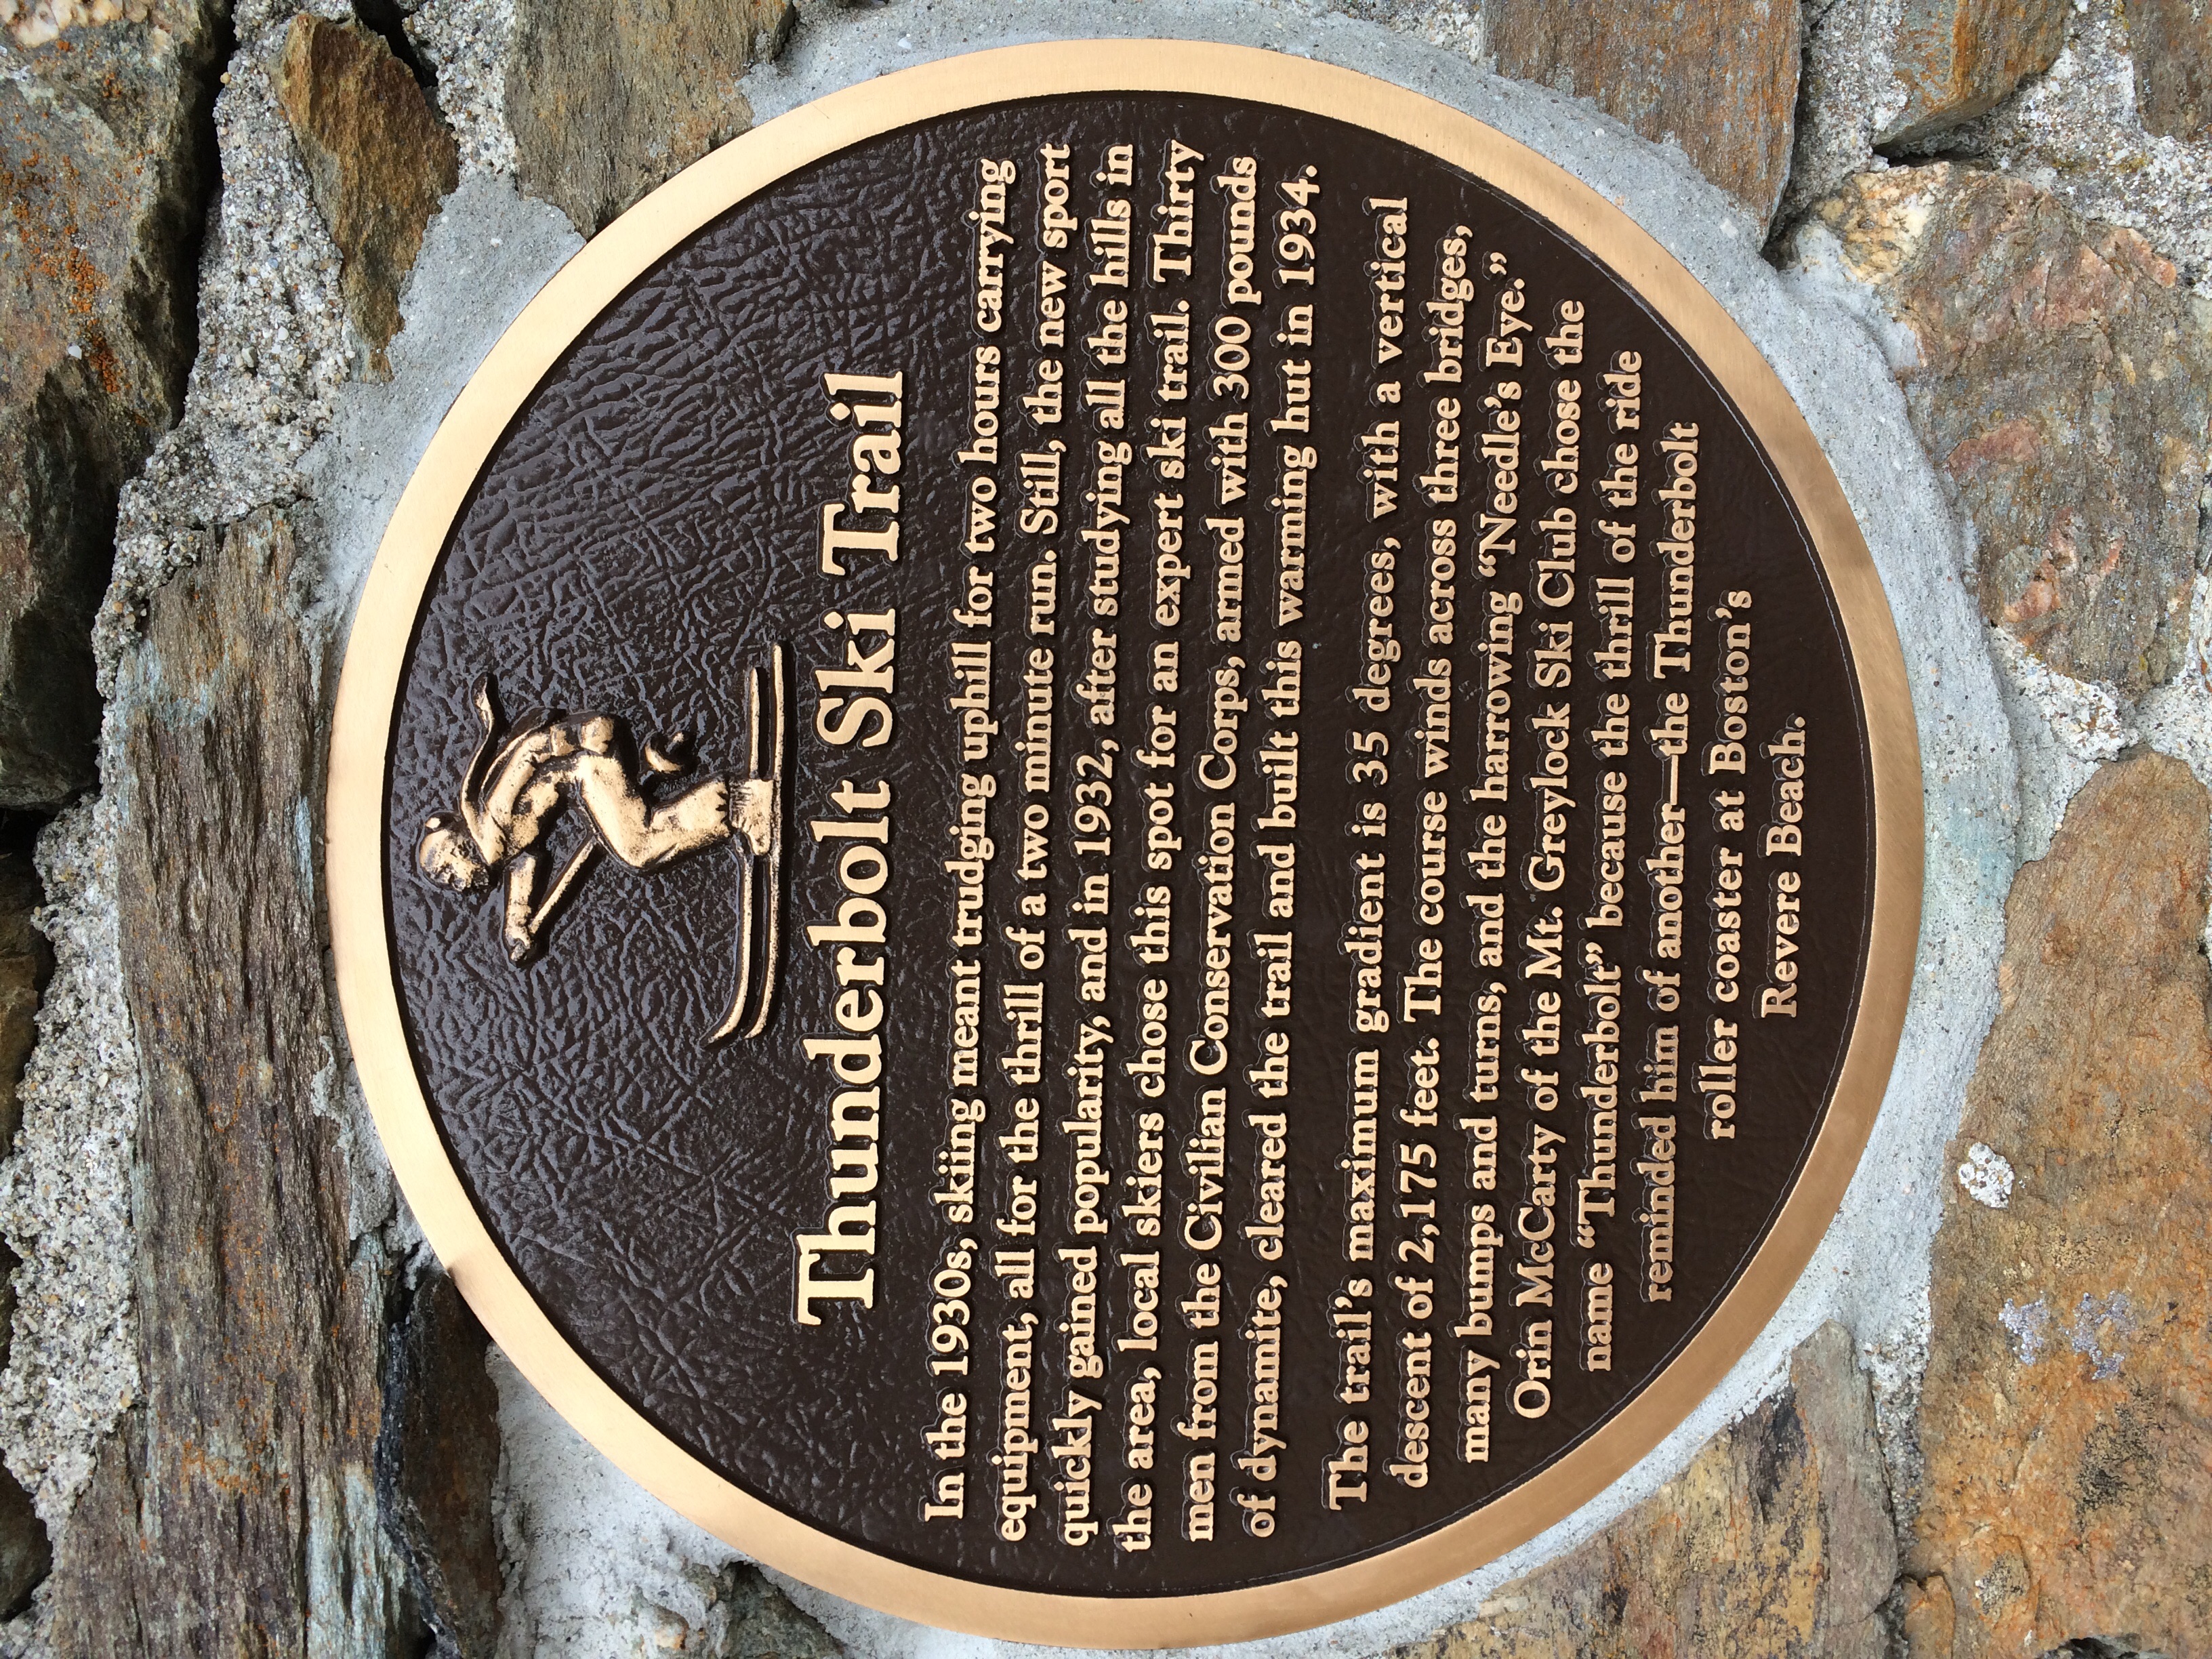 Thunderbolt Ski Trail
In the 1930s, skiing meant trudging uphill for two hours carrying
equipment, all for the thrill of a two minute run. Still, the new sport
quickly gained popularity, and in 1932, after studying all the hills in
the area, local skiers chose this spot for an expert ski trail. Thirty
men from the Civilian Conservation Corps, armed with 300 pounds
of dynamite, cleared the trail and built this warming hut in 1934.
The trail's maximum gradient is 35 degrees, with a vertical
descent of 2,175 feet. The course winds across three bridges,
many bumps and turns, and the harrowing “Needle's Eye.”
Orin McCarty of the Mt. Greylock Ski Club chose the
name “Thunderbolt” because the thrill of the ride
reminded him of another—the Thunderbolt
roller coaster at Boston's
Revere Beach.